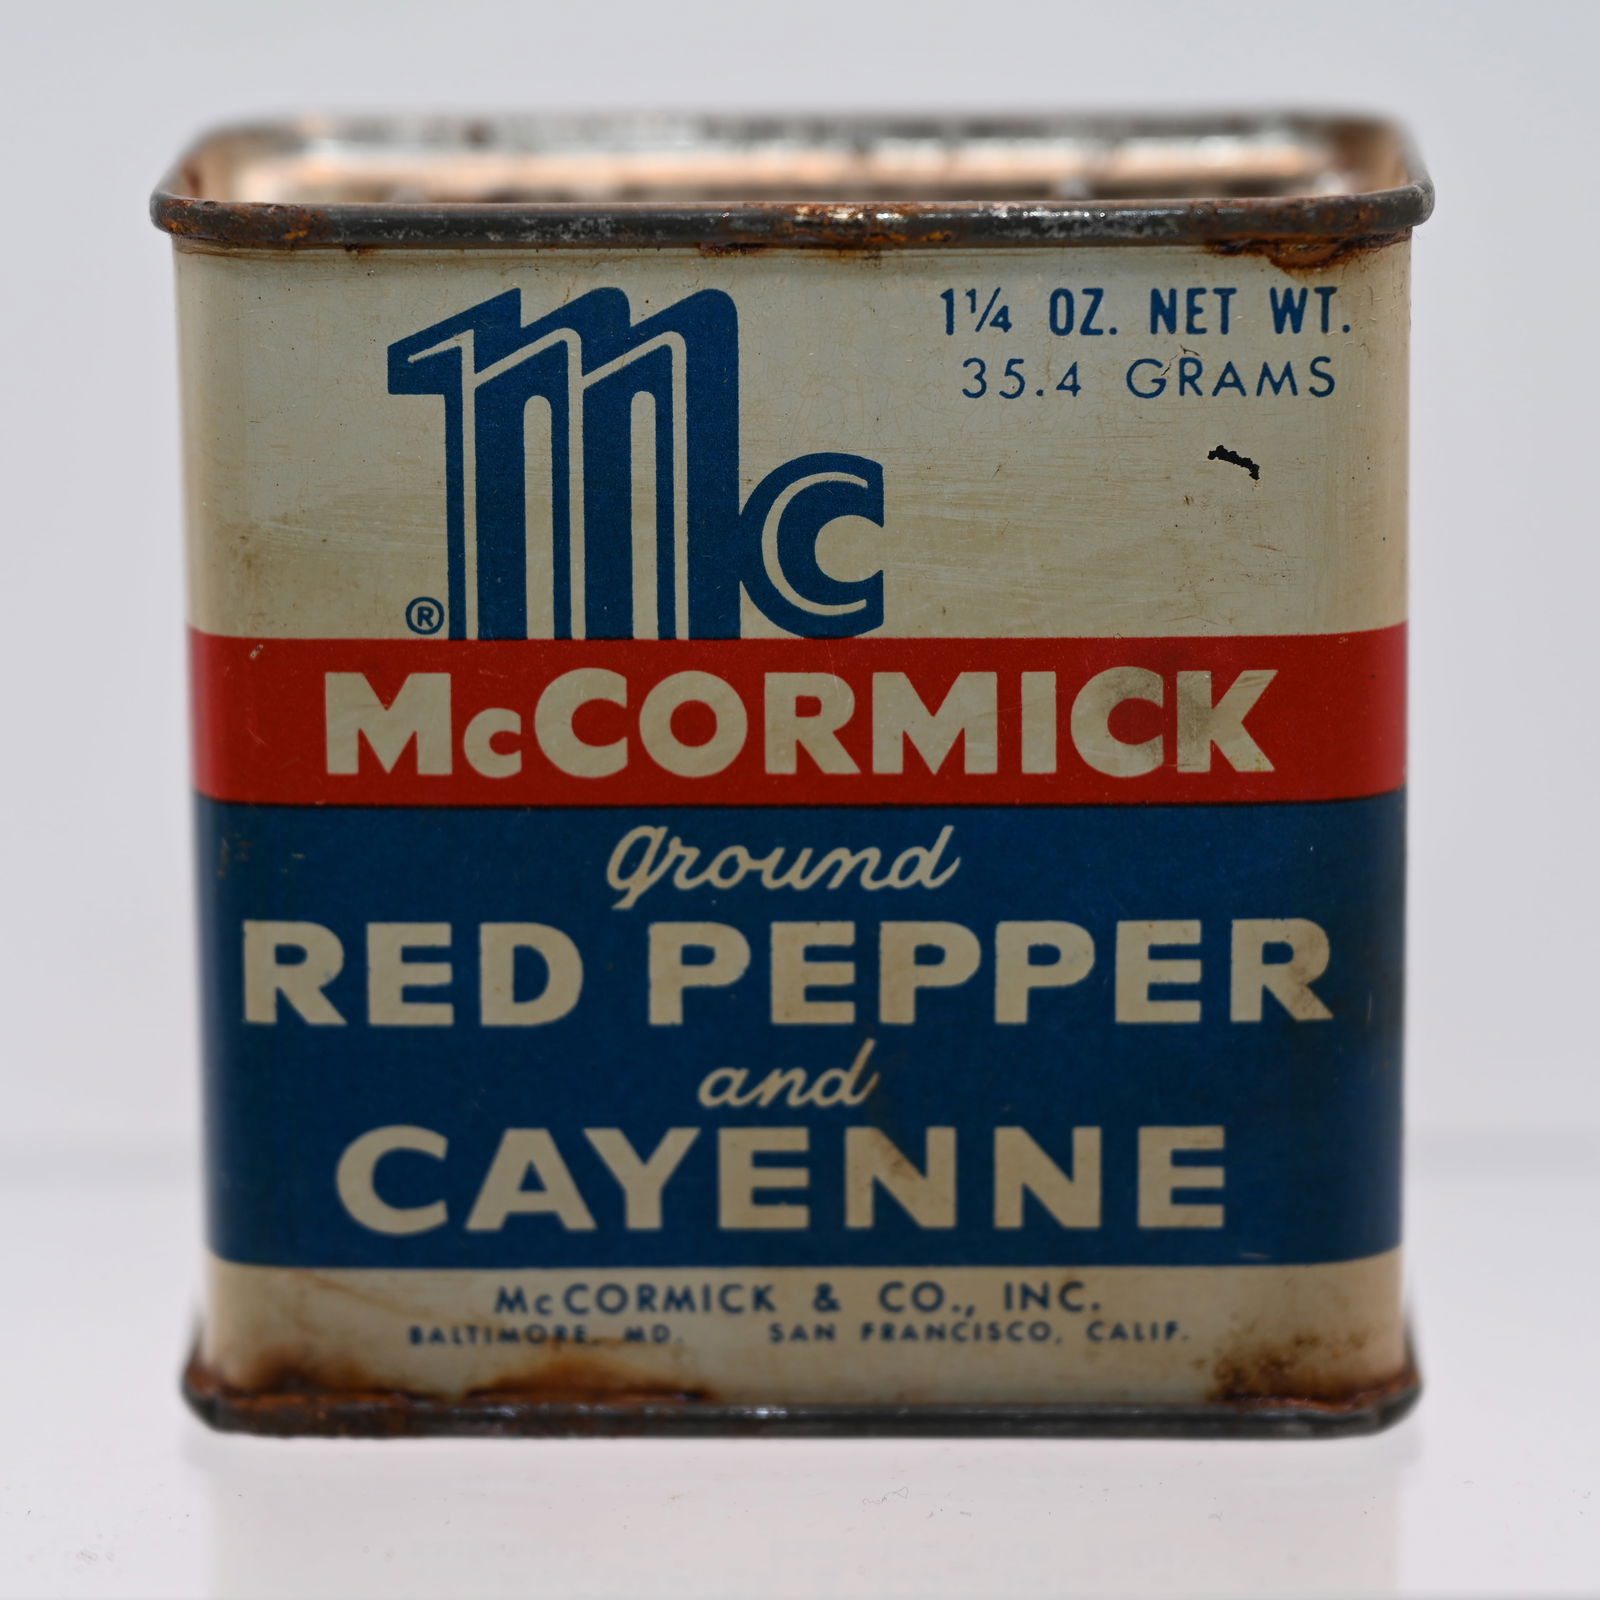 Mc
1¼ OZ. NET WT.
35.4 GRAMS
®
McCORMICK
ground
RED PEPPER
and
CAYENNE
McCORMICK & CO., INC.
BALTIMORE, MD. SAN FRANCISCO, CALIF.